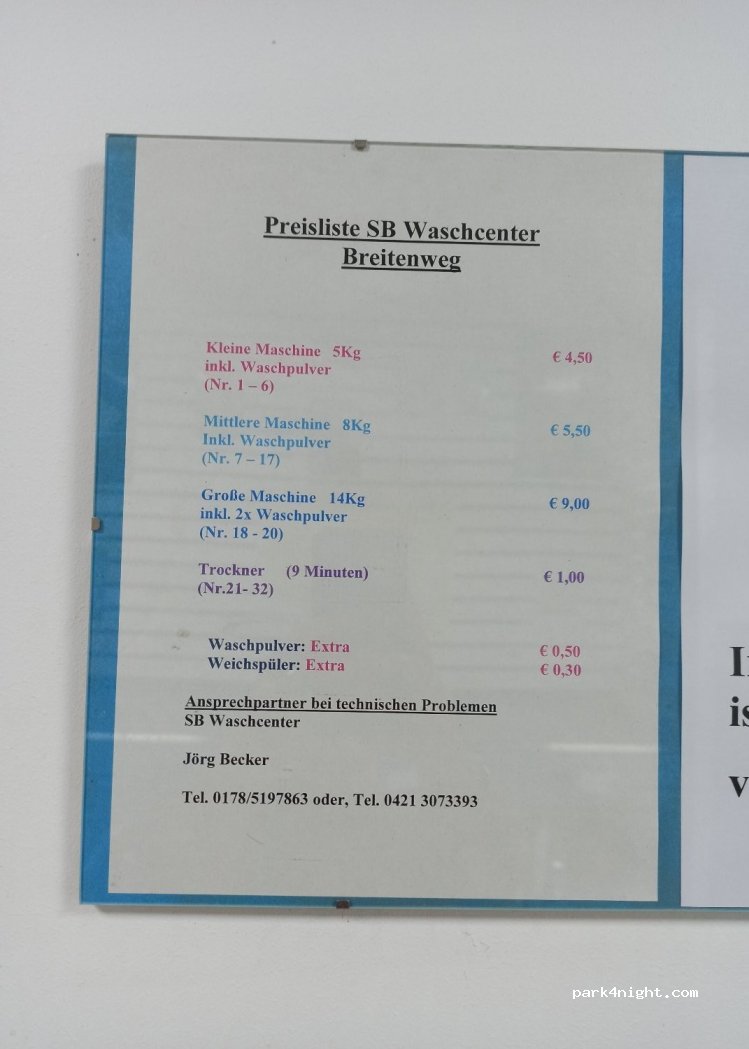 Preisliste SB Waschcenter
Breitenweg
Kleine Maschine 5Kg € 4,50
inkl. Waschpulver
(Nr. 1 – 6)
Mittlere Maschine 8Kg € 5,50
Inkl. Waschpulver
(Nr. 7 – 17)
Große Maschine 14Kg € 9,00
inkl. 2x Waschpulver
(Nr. 18 - 20)
Trockner (9 Minuten) € 1,00
(Nr.21- 32)
Waschpulver: Extra € 0,50
Weichspüler: Extra € 0,30
Ansprechpartner bei technischen Problemen
SB Waschcenter
Jörg Becker
Tel. 0178/5197863 oder, Tel. 0421 3073393
park4night.com